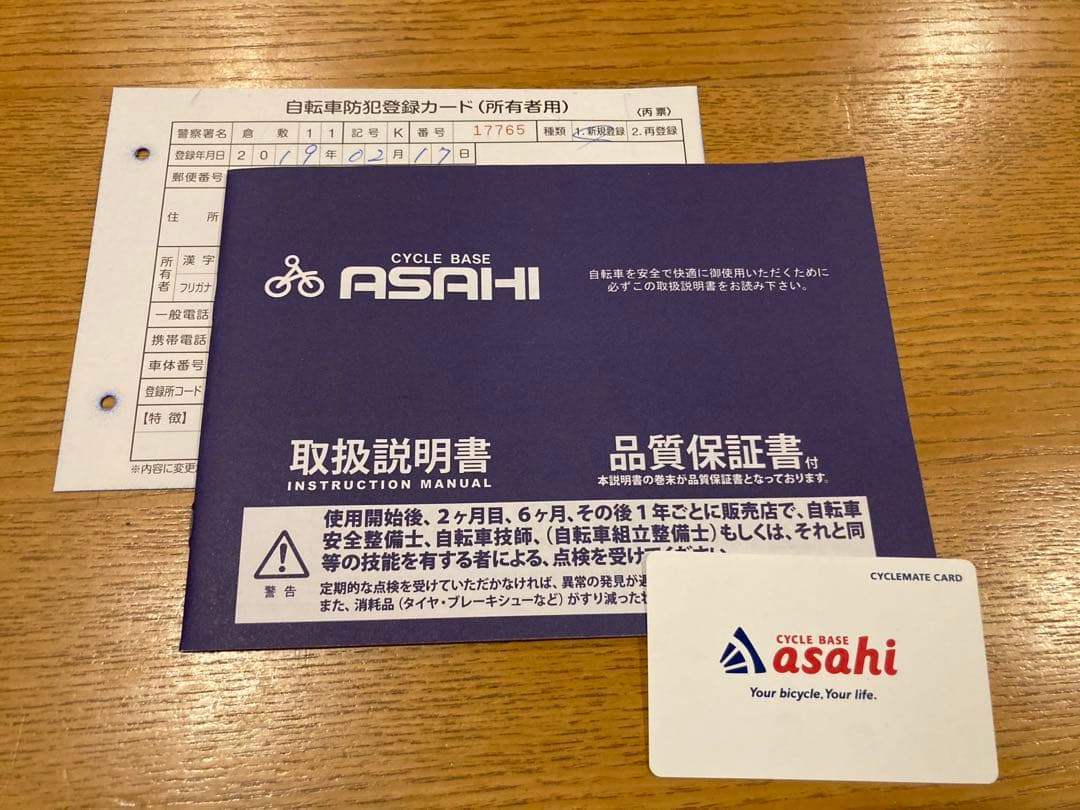 自転車防犯登録カード(所有者用)
〈丙票〉
警察署名 倉 敷 1 1 記号 K 番号 17765 種類 1.新規登録 2.再登録
登録年月日 2019年02月17日
郵便番号
住 所
所有者 漢 字
フリガナ
一般電話
携帯電話
車体番号
登録所コード
【特 徴】
※内容に変更
CYCLE BASE
ASAHI
自転車を安全で快適に御使用いただくために
必ずこの取扱説明書をお読み下さい。
取扱説明書
INSTRUCTION MANUAL
品質保証書付
本説明書の巻末が品質保証書となっております。
使用開始後、2ヶ月目、6ヶ月、その後1年ごとに販売店で、自転車
安全整備士、自転車技師、(自転車組立整備士)もしくは、それと同
等の技能を有する者による、点検を受けてください
警告
定期的な点検を受けていただかなければ、異常の発見が
また、消耗品(タイヤ・ブレーキシューなど)がすり減った
CYCLEMATE CARD
CYCLE BASE
asahi
Your bicycle, Your life.